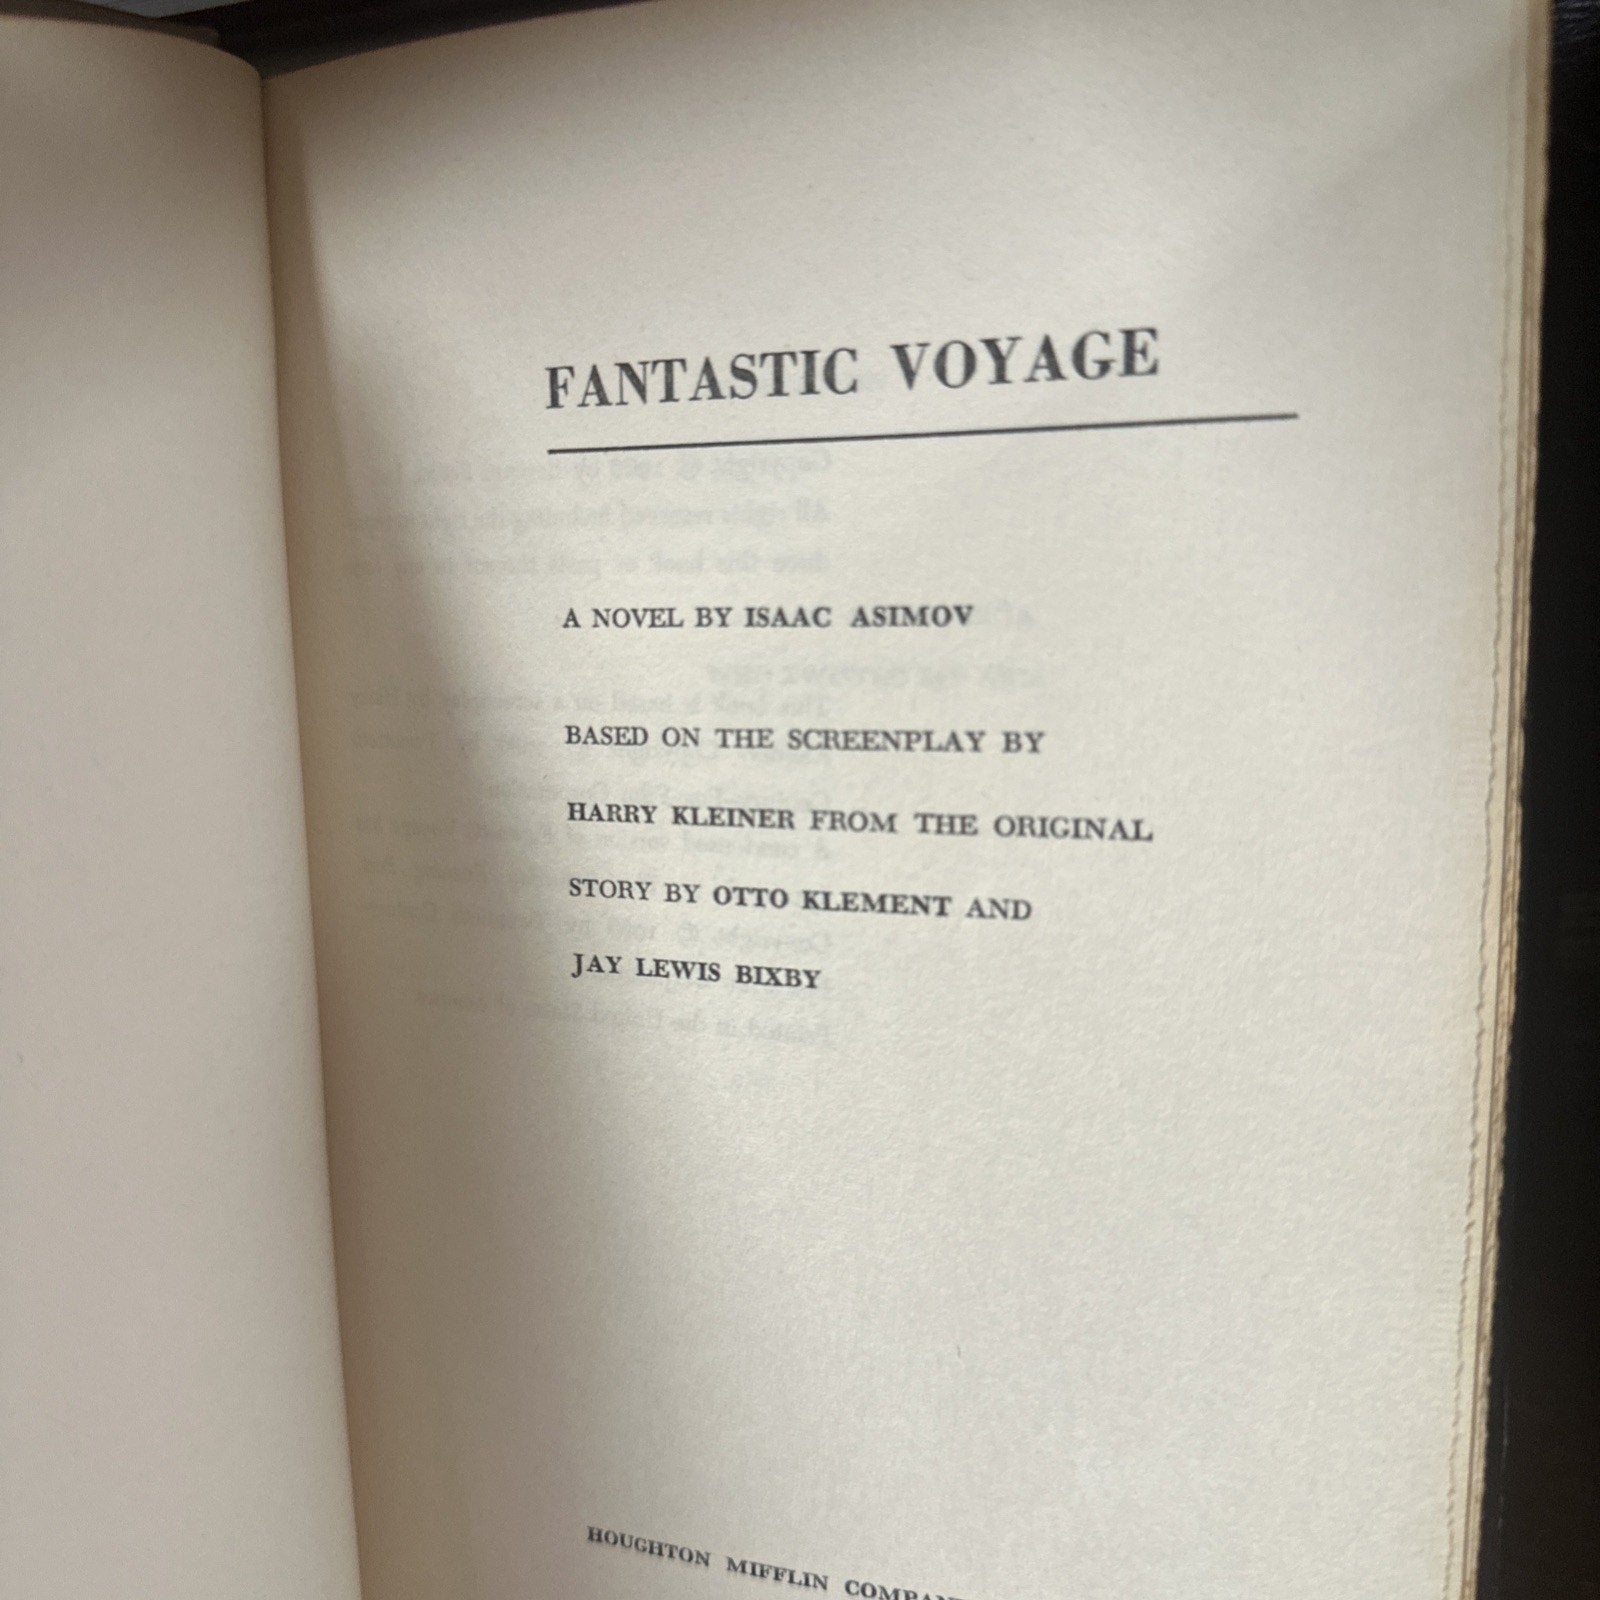 FANTASTIC VOYAGE
A NOVEL BY ISAAC ASIMOV
BASED ON THE SCREENPLAY BY
HARRY KLEINER FROM THE ORIGINAL
STORY BY OTTO KLEMENT AND
JAY LEWIS BIXBY
HOUGHTON MIFFLIN